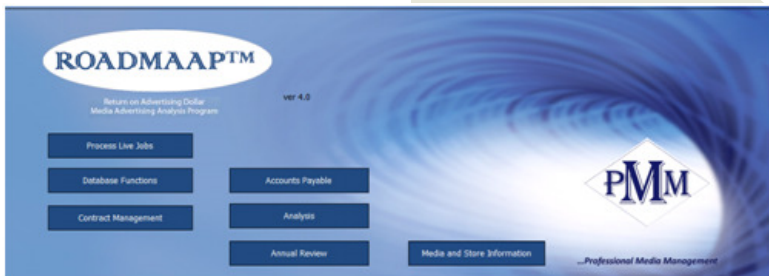 ROADMAAP™
Return on Advertising Dollar
Media Advertising Analysis Program
ver 4.0
Process Live Jobs
Database Functions
Accounts Payable
Contract Management
Analysis
Annual Review
Media and Store Information
PMM
...Professional Media Management